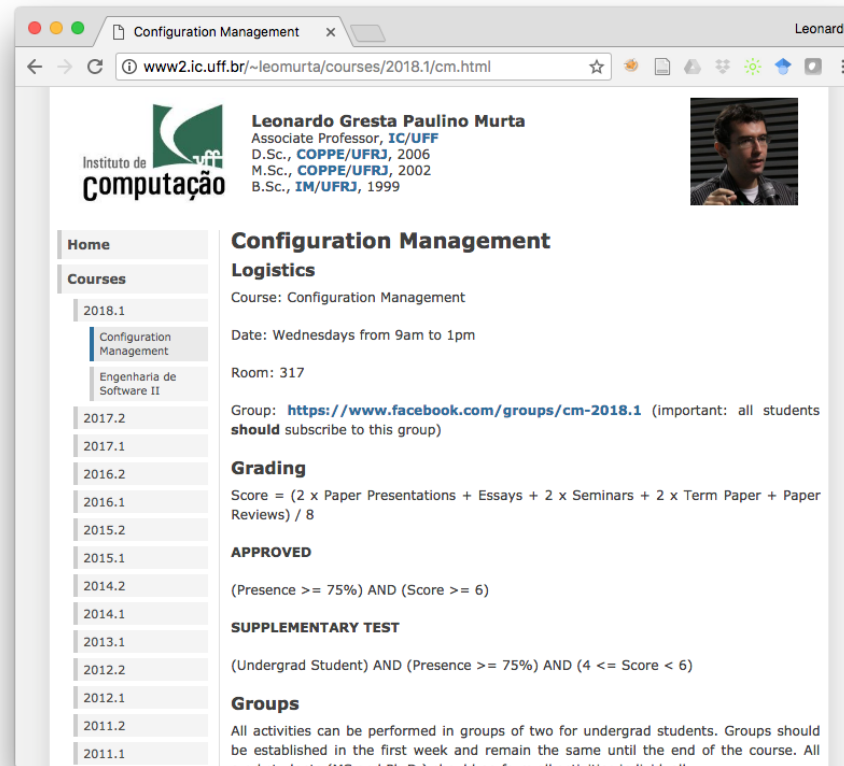 Configuration Management
Leonard
www2.ic.uff.br/~leomurta/courses/2018.1/cm.html
Instituto de
computação
uff
Leonardo Gresta Paulino Murta
Associate Professor, IC/UFF
D.Sc., COPPE/UFRJ, 2006
M.Sc., COPPE/UFRJ, 2002
B.Sc., IM/UFRJ, 1999
Home
Courses
2018.1
Configuration
Management
Engenharia de
Software II
2017.2
2017.1
2016.2
2016.1
2015.2
2015.1
2014.2
2014.1
2013.1
2012.2
2012.1
2011.2
2011.1
Configuration Management
Logistics
Course: Configuration Management
Date: Wednesdays from 9am to 1pm
Room: 317
Group: https://www.facebook.com/groups/cm-2018.1 (important: all students
should subscribe to this group)
Grading
Score = (2 x Paper Presentations + Essays + 2 x Seminars + 2 x Term Paper + Paper
Reviews) / 8
APPROVED
(Presence >= 75%) AND (Score >= 6)
SUPPLEMENTARY TEST
(Undergrad Student) AND (Presence >= 75%) AND (4 <= Score < 6)
Groups
All activities can be performed in groups of two for undergrad students. Groups should
be established in the first week and remain the same until the end of the course. All